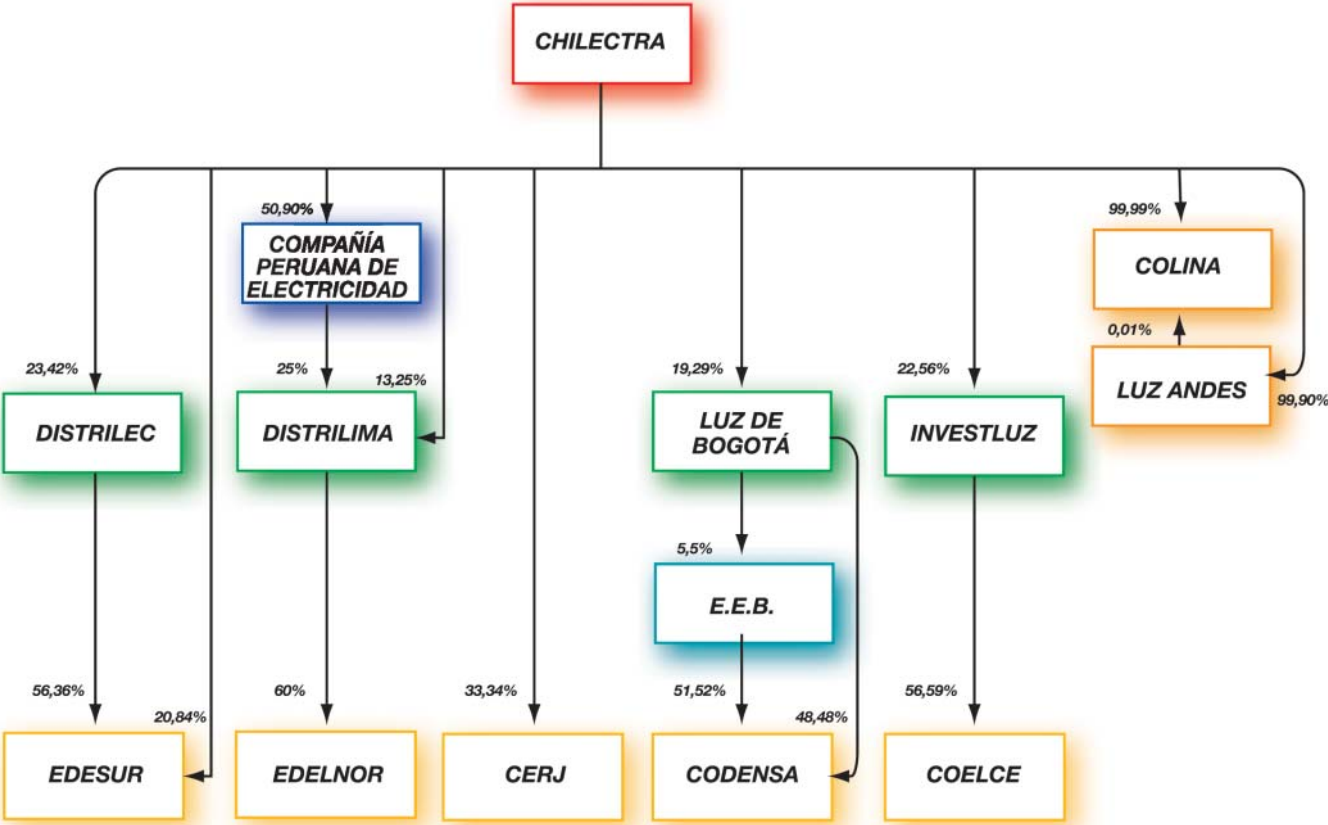 CHILECTRA
50,90%
99,99%
COMPAÑÍA
PERUANA DE
ELECTRICIDAD
COLINA
0,01%
23,42%
25%
13,25%
19,29%
22,56%
LUZ ANDES
99,90%
DISTRILEC
DISTRILIMA
LUZ DE
BOGOTÁ
INVESTLUZ
5,5%
E.E.B.
56,36%
20,84%
60%
33,34%
51,52%
48,48%
56,59%
EDESUR
EDELNOR
CERJ
CODENSA
COELCE